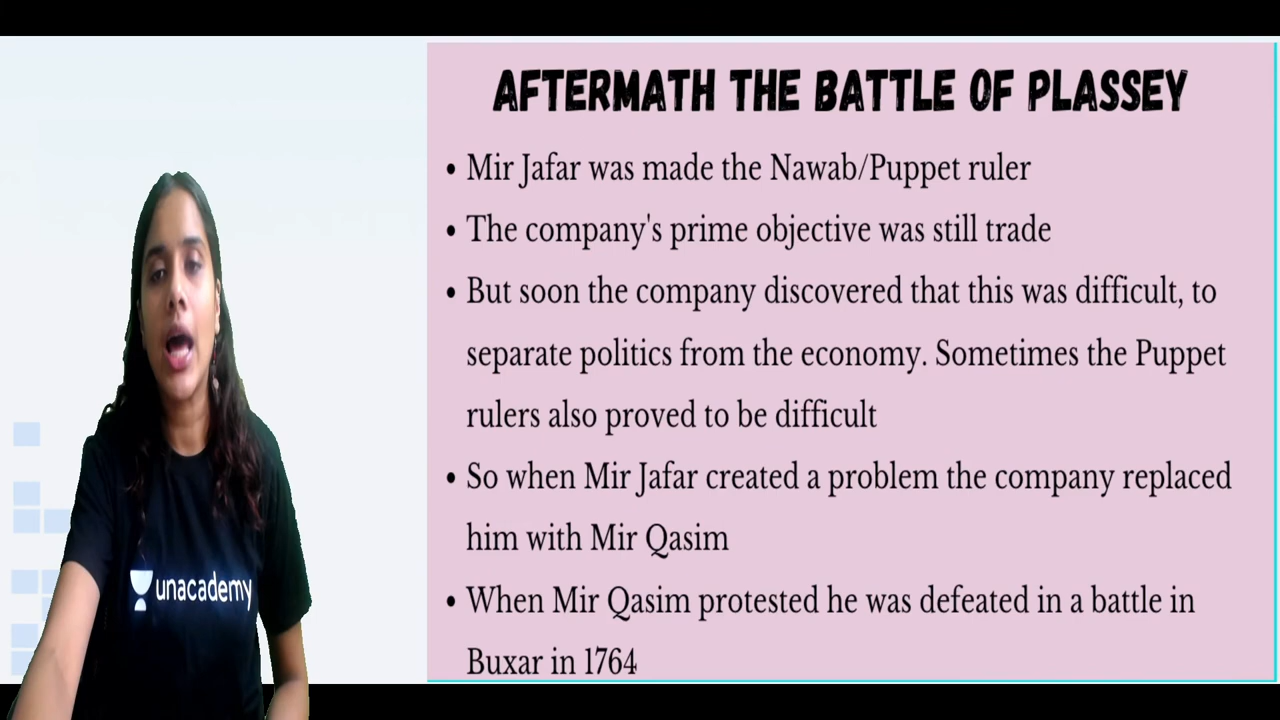 AFTERMATH THE BATTLE OF PLASSEY
• Mir Jafar was made the Nawab/Puppet ruler
• The company's prime objective was still trade
• But soon the company discovered that this was difficult, to
separate politics from the economy. Sometimes the Puppet
rulers also proved to be difficult
• So when Mir Jafar created a problem the company replaced
him with Mir Qasim
• When Mir Qasim protested he was defeated in a battle in
Buxar in 1764
unacademy